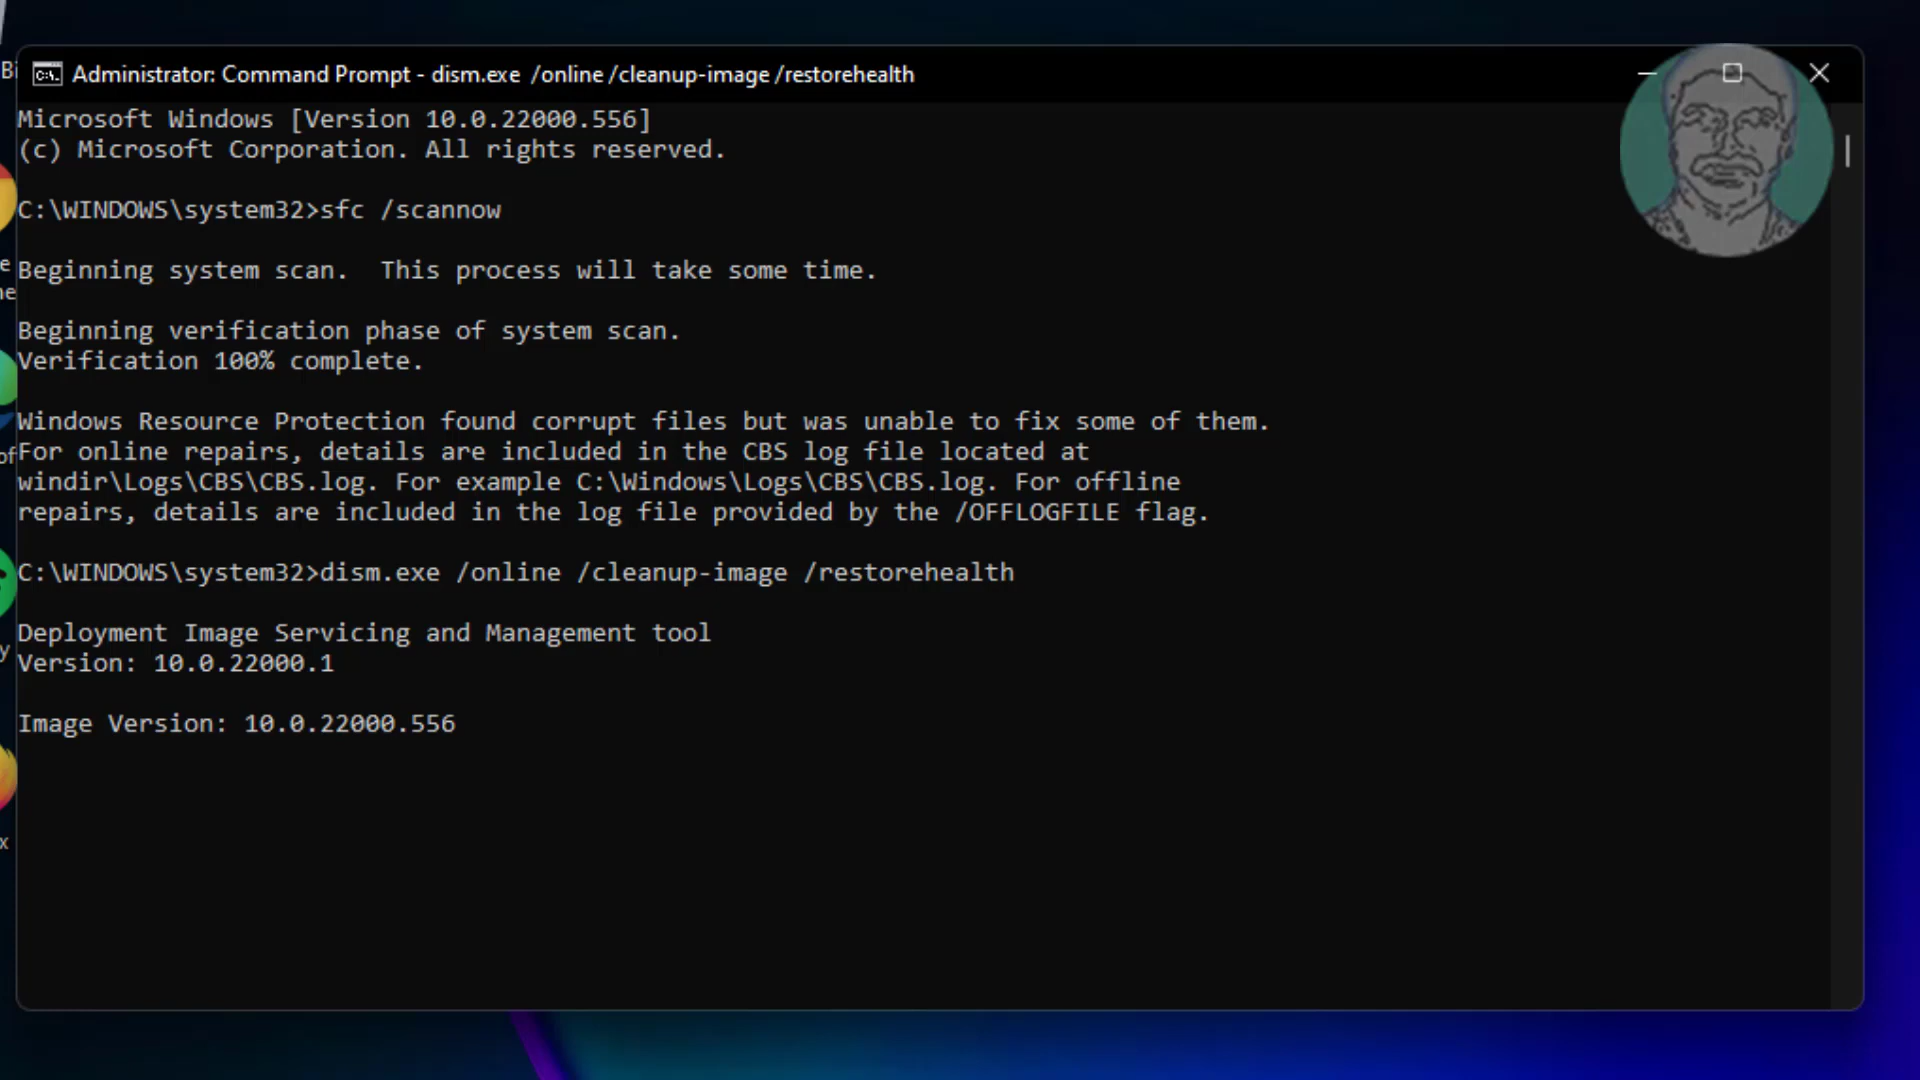 Bi
Administrator: Command Prompt - dism.exe /online /cleanup-image /restorehealth
Microsoft Windows [Version 10.0.22000.556]
(c) Microsoft Corporation. All rights reserved.
C:\WINDOWS\system32>sfc /scannow
e
ne
Beginning system scan.  This process will take some time.
Beginning verification phase of system scan.
Verification 100% complete.
Windows Resource Protection found corrupt files but was unable to fix some of them.
of
For online repairs, details are included in the CBS log file located at
windir\Logs\CBS\CBS.log. For example C:\Windows\Logs\CBS\CBS.log. For offline
repairs, details are included in the log file provided by the /OFFLOGFILE flag.
C:\WINDOWS\system32>dism.exe /online /cleanup-image /restorehealth
Deployment Image Servicing and Management tool
y
Version: 10.0.22000.1
Image Version: 10.0.22000.556
x